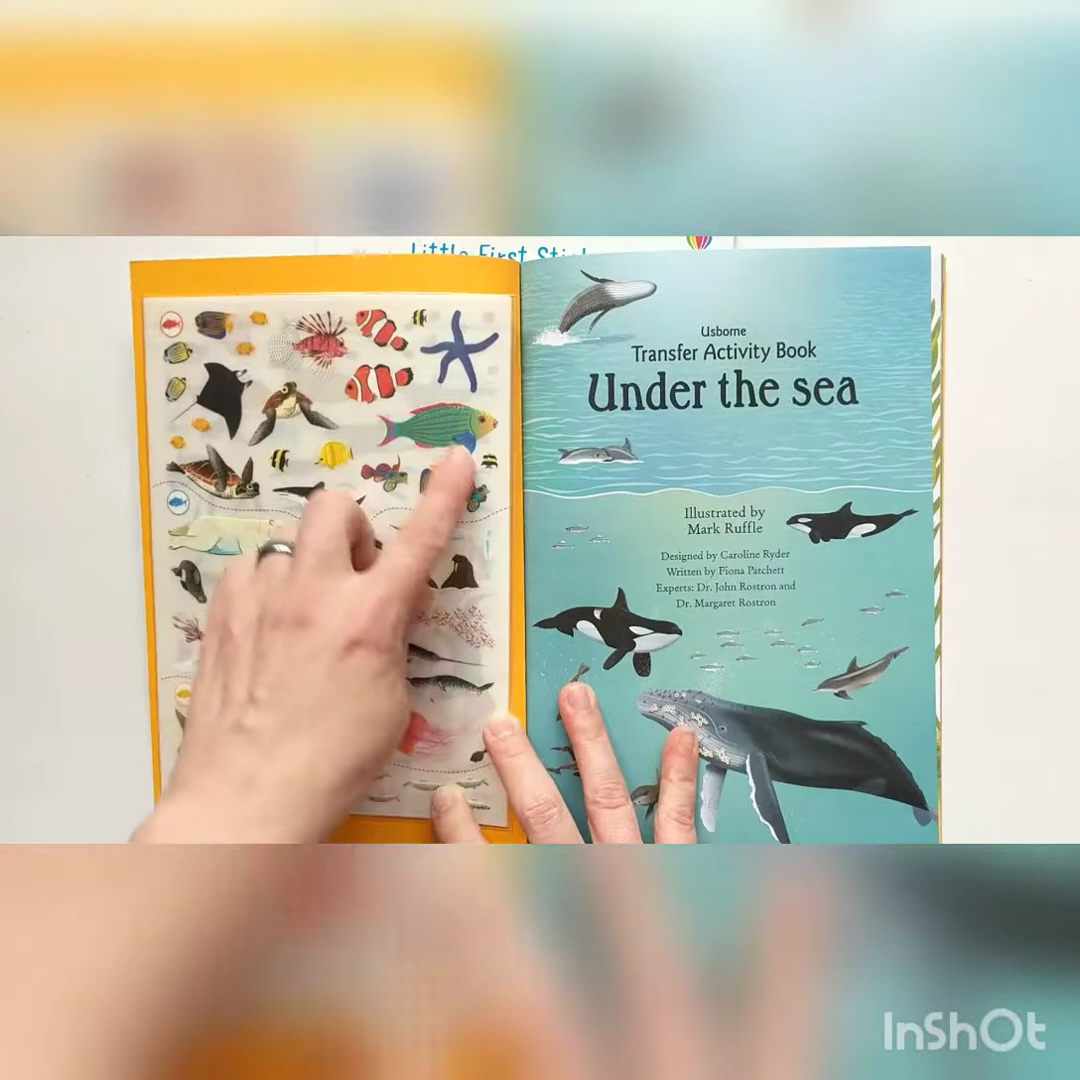 Little First
Usborne
Transfer Activity Book
Under the sea
Illustrated by
Mark Ruffle
Designed by Caroline Ryder
Written by Fiona Patchett
Experts: Dr. John Rostron and
Dr. Margaret Rostron
InShOt